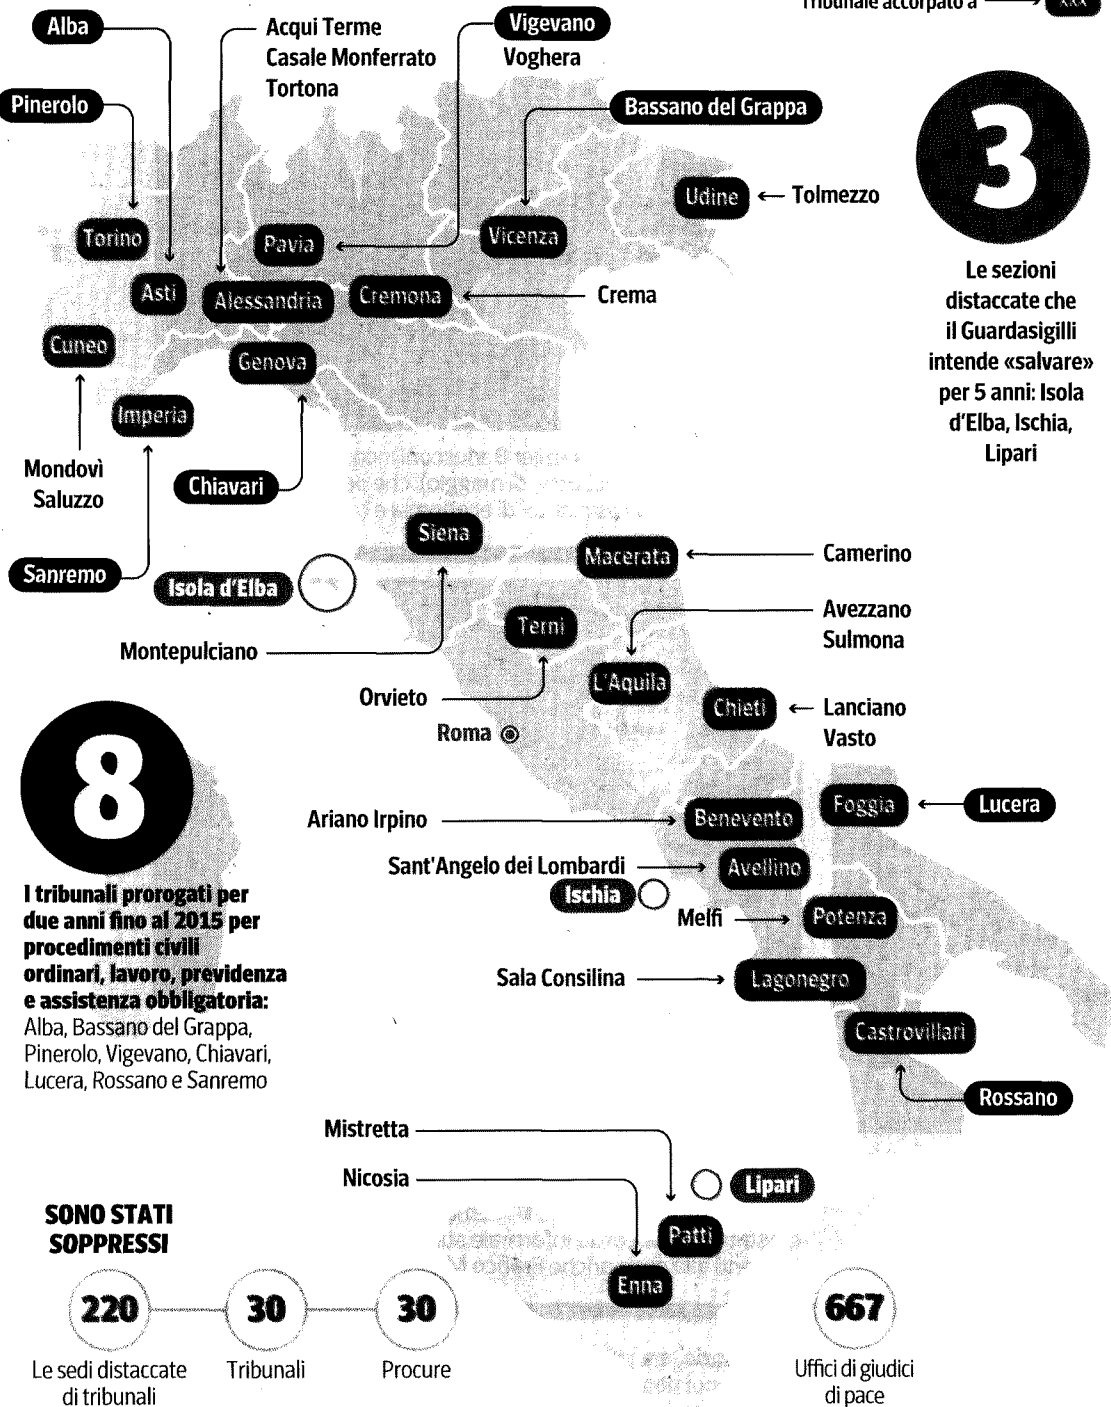 Tribunale accorpato a
xxx
Alba
Acqui Terme
Casale Monferrato
Tortona
Vigevano
Voghera
Pinerolo
Bassano del Grappa
3
Udine
Tolmezzo
Torino
Pavia
Vicenza
Asti
Alessandria
Cremona
Crema
Cuneo
Genova
Imperia
Le sezioni
distaccate che
il Guardasigilli
intende «salvare»
per 5 anni: Isola
d'Elba, Ischia,
Lipari
Mondovì
Saluzzo
Chiavari
Sanremo
Siena
Macerata
Camerino
Isola d'Elba
Terni
Avezzano
Sulmona
Montepulciano
L'Aquila
Orvieto
Chieti
Lanciano
Vasto
Roma
8
I tribunali prorogati per
due anni fino al 2015 per
procedimenti civili
ordinari, lavoro, previdenza
e assistenza obbligatoria:
Alba, Bassano del Grappa,
Pinerolo, Vigevano, Chiavari,
Lucera, Rossano e Sanremo
Ariano Irpino
Benevento
Foggia
Lucera
Sant'Angelo dei Lombardi
Avellino
Ischia
Melfi
Potenza
Sala Consilina
Lagonegro
Castrovillari
Rossano
Mistretta
Nicosia
Lipari
Patti
Enna
SONO STATI
SOPPRESSI
220
30
30
667
Le sedi distaccate
di tribunali
Tribunali
Procure
Uffici di giudici
di pace